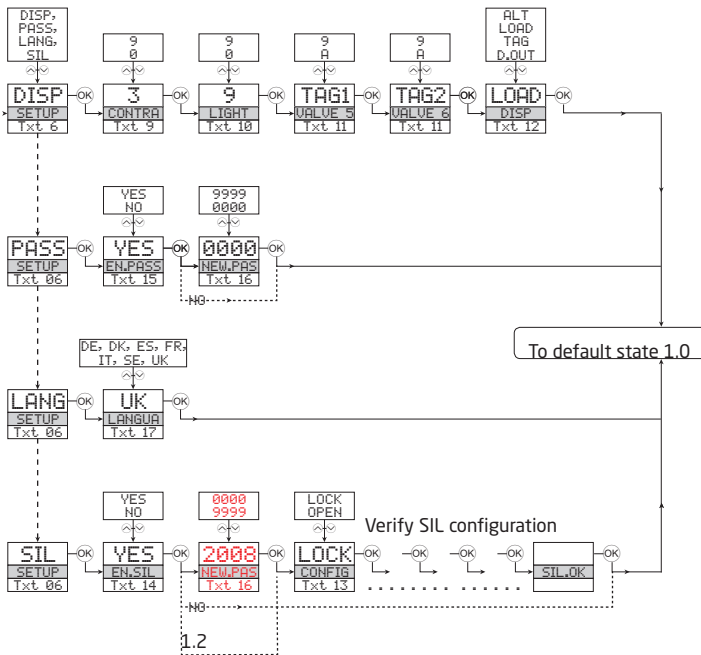 DISP,
PASS,
LANG,
SIL
9
0
9
0
9
A
9
A
ALT
LOAD
TAG
D.OUT
DISP OK 3 OK 9 OK TAG1 OK TAG2 OK LOAD OK
SETUP CONTRA LIGHT VALVE 5 VALVE 6 DISP
Txt 6 Txt 9 Txt 10 Txt 11 Txt 11 Txt 12
YES
NO
9999
0000
PASS OK YES OK 0000 OK
SETUP EN.PASS NEW.PAS
Txt 06 Txt 15 Txt 16
NO
To default state 1.0
DE, DK, ES, FR,
IT, SE, UK
LANG OK UK OK
SETUP LANGUA
Txt 06 Txt 17
YES
NO
0000
9999
LOCK
OPEN
Verify SIL configuration
SIL OK YES OK 2008 OK LOCK OK OK OK OK OK
SETUP EN.SIL NEW.PAS CONFIG SIL.OK
Txt 06 Txt 14 Txt 16 Txt 13
NO
1.2